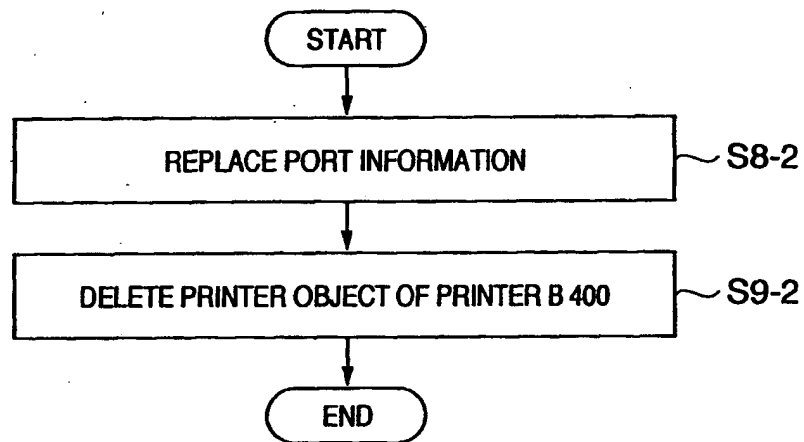 START
REPLACE PORT INFORMATION
S8-2
DELETE PRINTER OBJECT OF PRINTER B 400
S9-2
END